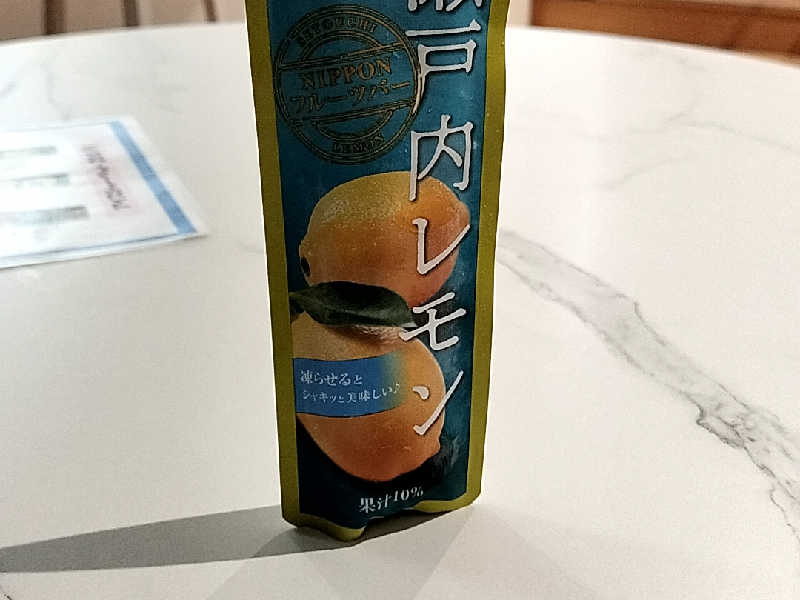 SETOUCHI
NIPPON
フルーツバー
LEMON
瀬戸内レモン
凍らせると
シャキッと美味しい♪
果汁10%